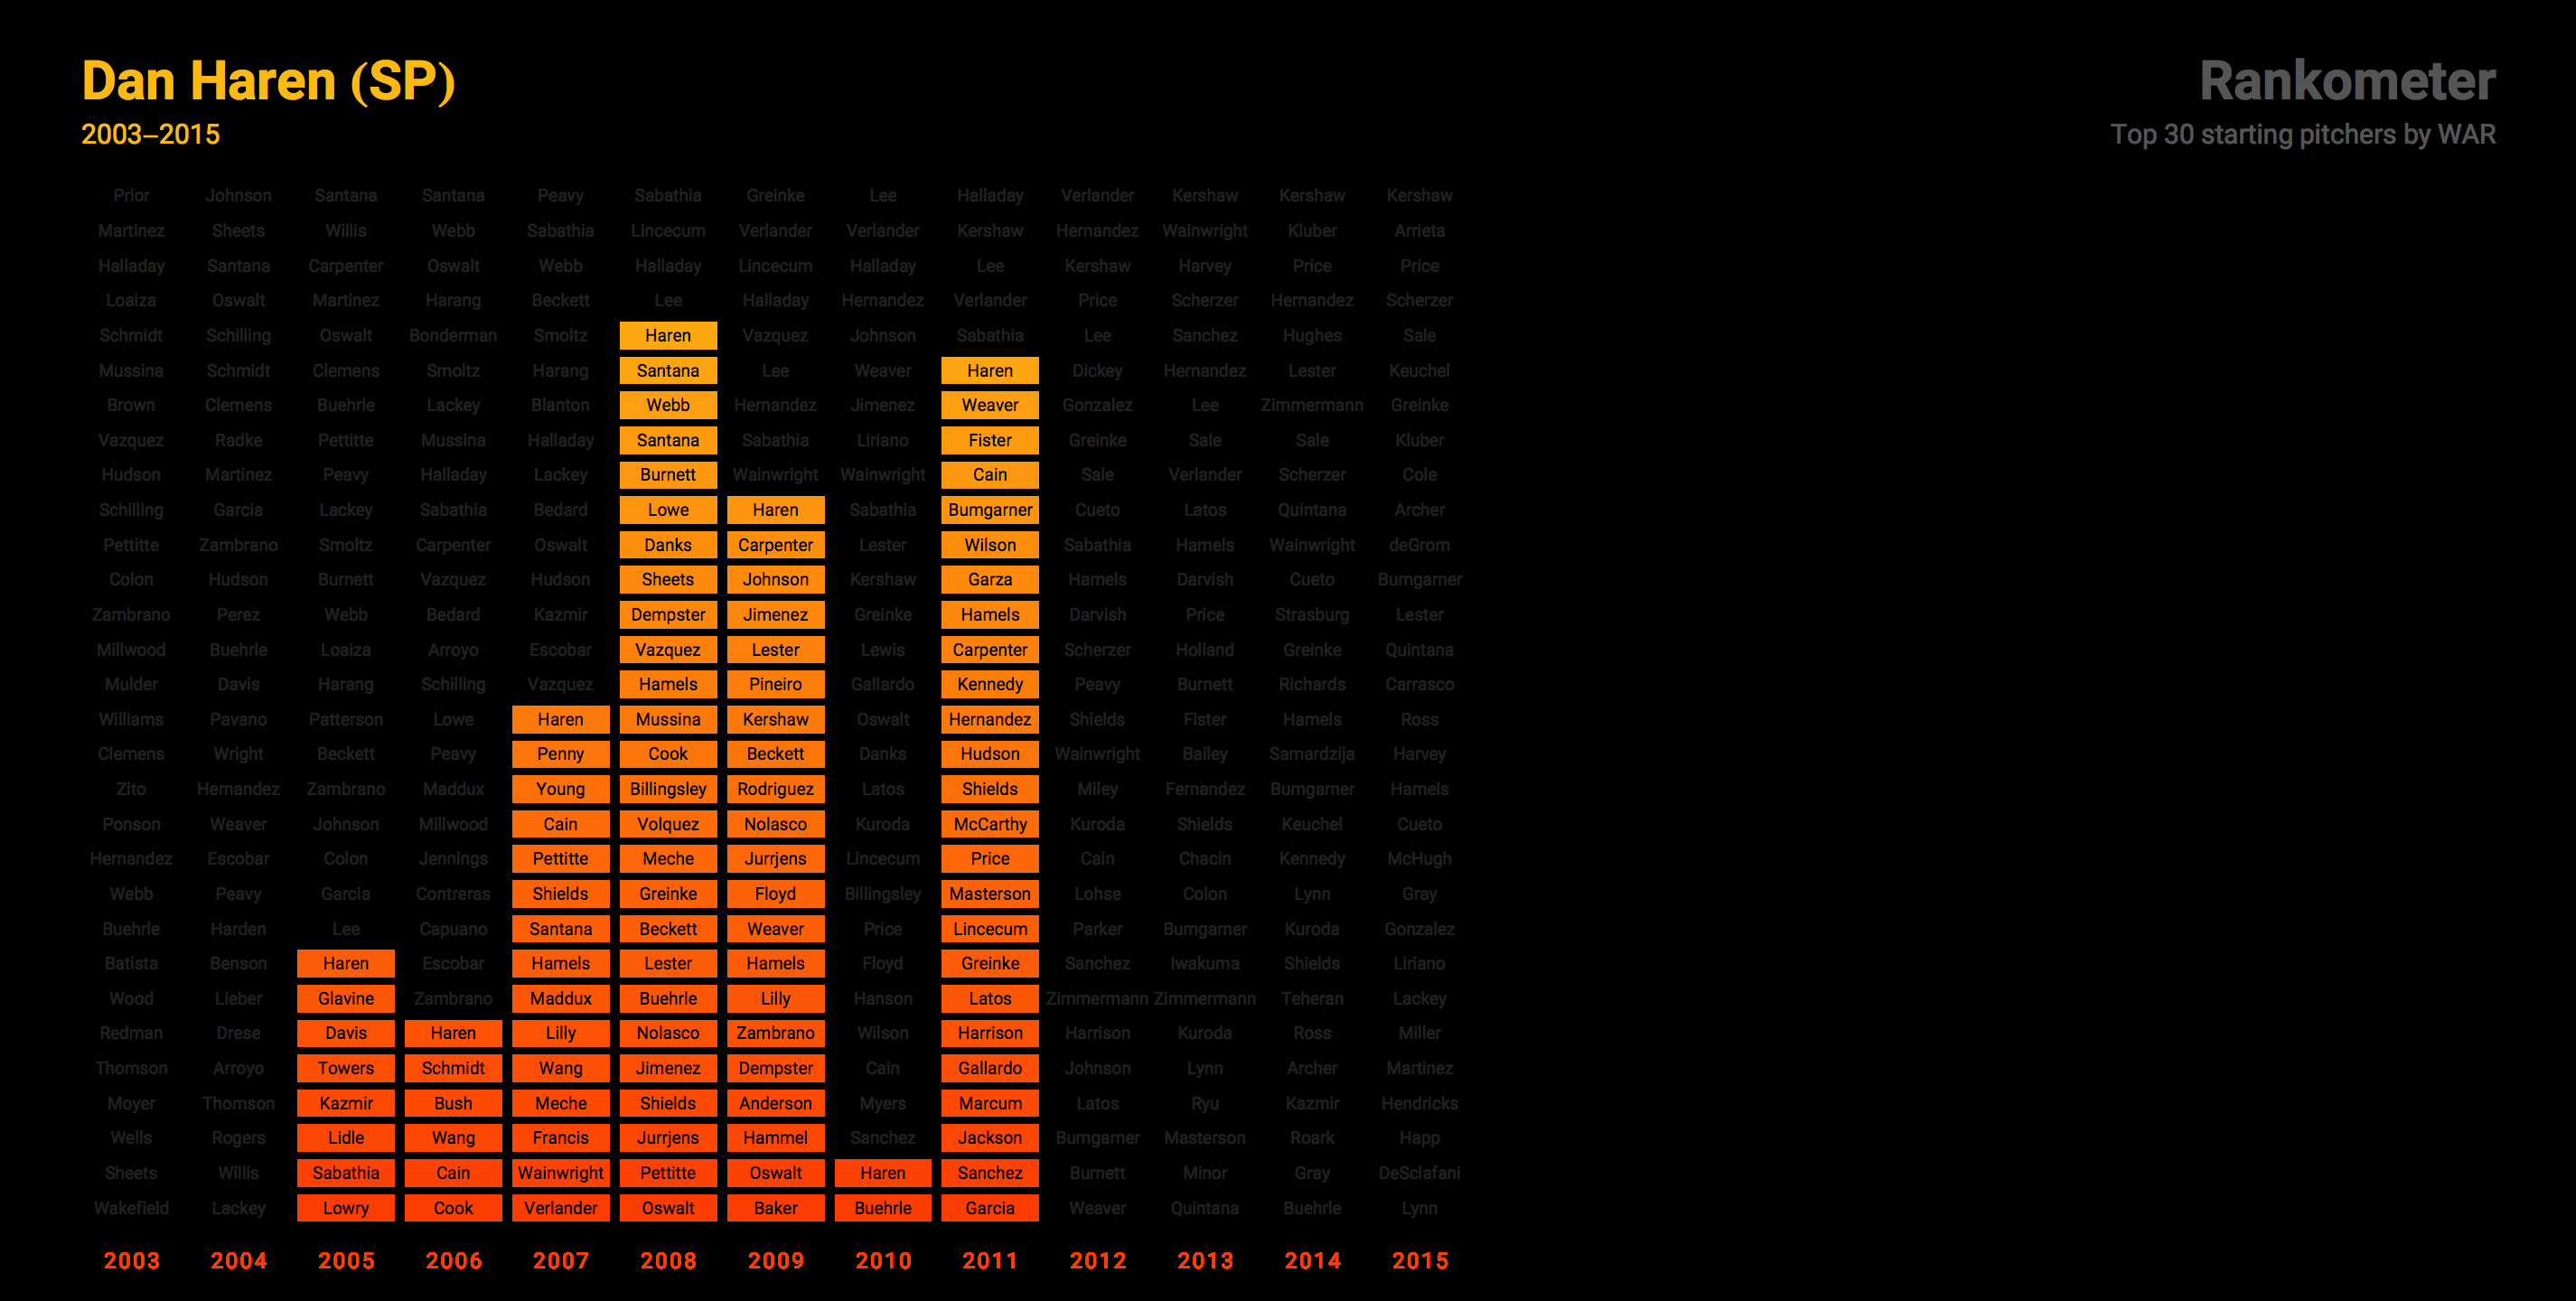 Dan Haren (SP)
2003–2015
Rankometer
Top 30 starting pitchers by WAR
Prior Johnson Santana Santana Peavy Sabathia Greinke Lee Halladay Verlander Kershaw Kershaw Kershaw
Martinez Sheets Willis Webb Sabathia Lincecum Verlander Verlander Kershaw Hernandez Wainwright Kluber Arrieta
Halladay Santana Carpenter Oswalt Webb Halladay Lincecum Halladay Lee Kershaw Harvey Price Price
Loaiza Oswalt Martinez Harang Beckett Lee Halladay Hernandez Verlander Price Scherzer Hernandez Scherzer
Schmidt Schilling Oswalt Bonderman Smoltz Haren Vazquez Johnson Sabathia Lee Sanchez Hughes Sale
Mussina Schmidt Clemens Smoltz Harang Santana Lee Weaver Haren Dickey Hernandez Lester Keuchel
Brown Clemens Buehrle Lackey Blanton Webb Hernandez Jimenez Weaver Gonzalez Lee Zimmermann Greinke
Vazquez Radke Pettitte Mussina Halladay Santana Sabathia Liriano Fister Greinke Sale Sale Kluber
Hudson Martinez Peavy Halladay Lackey Burnett Wainwright Wainwright Cain Sale Verlander Scherzer Cole
Schilling Garcia Lackey Sabathia Bedard Lowe Haren Sabathia Bumgarner Cueto Latos Quintana Archer
Pettitte Zambrano Smoltz Carpenter Oswalt Danks Carpenter Lester Wilson Sabathia Hamels Wainwright deGrom
Colon Hudson Burnett Vazquez Hudson Sheets Johnson Kershaw Garza Hamels Darvish Cueto Bumgarner
Zambrano Perez Webb Bedard Kazmir Dempster Jimenez Greinke Hamels Darvish Price Strasburg Lester
Millwood Buehrle Loaiza Arroyo Escobar Vazquez Lester Lewis Carpenter Scherzer Holland Greinke Quintana
Mulder Davis Harang Schilling Vazquez Hamels Pineiro Gallardo Kennedy Peavy Burnett Richards Carrasco
Williams Pavano Patterson Lowe Haren Mussina Kershaw Oswalt Hernandez Shields Fister Hamels Ross
Clemens Wright Beckett Peavy Penny Cook Beckett Danks Hudson Wainwright Bailey Samardzija Harvey
Zito Hernandez Zambrano Maddux Young Billingsley Rodriguez Latos Shields Miley Fernandez Bumgarner Hamels
Ponson Weaver Johnson Millwood Cain Volquez Nolasco Kuroda McCarthy Kuroda Shields Keuchel Cueto
Hernandez Escobar Colon Jennings Pettitte Meche Jurrjens Lincecum Price Cain Chacin Kennedy McHugh
Webb Peavy Garcia Contreras Shields Greinke Floyd Billingsley Masterson Lohse Colon Lynn Gray
Buehrle Harden Lee Capuano Santana Beckett Weaver Price Lincecum Parker Bumgarner Kuroda Gonzalez
Batista Benson Haren Escobar Hamels Lester Hamels Floyd Greinke Sanchez Iwakuma Shields Liriano
Wood Lieber Glavine Zambrano Maddux Buehrle Lilly Hanson Latos Zimmermann Zimmermann Teheran Lackey
Redman Drese Davis Haren Lilly Nolasco Zambrano Wilson Harrison Harrison Kuroda Ross Miller
Thomson Arroyo Towers Schmidt Wang Jimenez Dempster Cain Gallardo Johnson Lynn Archer Martinez
Moyer Thomson Kazmir Bush Meche Shields Anderson Myers Marcum Latos Ryu Kazmir Hendricks
Wells Rogers Lidle Wang Francis Jurrjens Hammel Sanchez Jackson Bumgarner Masterson Roark Happ
Sheets Willis Sabathia Cain Wainwright Pettitte Oswalt Haren Sanchez Burnett Minor Gray DeSclafani
Wakefield Lackey Lowry Cook Verlander Oswalt Baker Buehrle Garcia Weaver Quintana Buehrle Lynn
2003 2004 2005 2006 2007 2008 2009 2010 2011 2012 2013 2014 2015